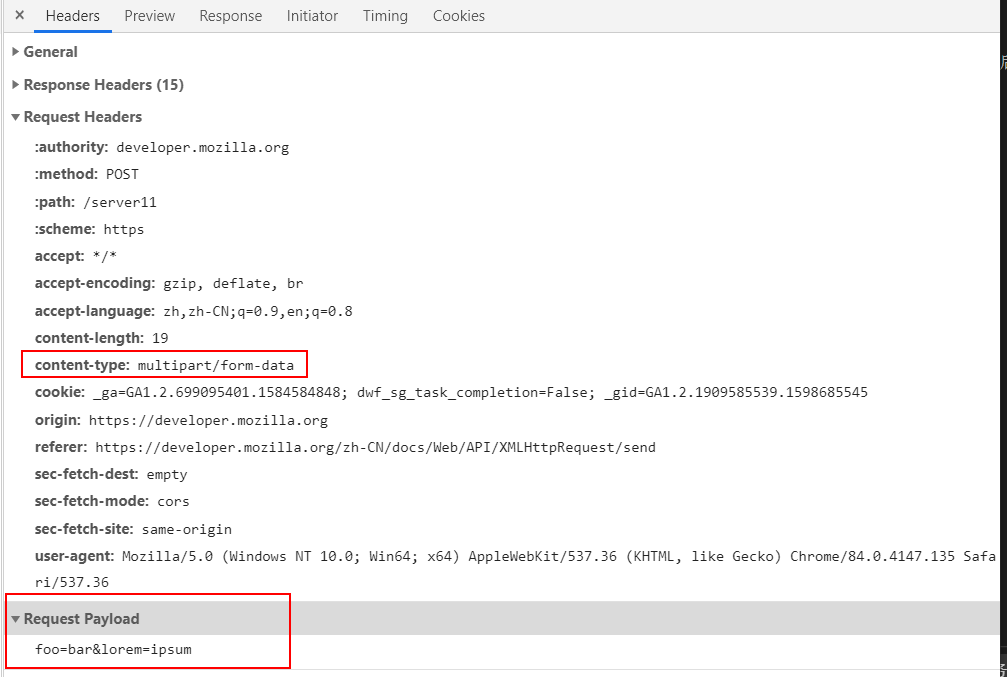 × Headers Preview Response Initiator Timing Cookies
▶ General
▶ Response Headers (15)
▼ Request Headers
:authority: developer.mozilla.org
:method: POST
:path: /server11
:scheme: https
accept: */*
accept-encoding: gzip, deflate, br
accept-language: zh,zh-CN;q=0.9,en;q=0.8
content-length: 19
content-type: multipart/form-data
cookie: _ga=GA1.2.699095401.1584584848; dwf_sg_task_completion=False; _gid=GA1.2.1909585539.1598685545
origin: https://developer.mozilla.org
referer: https://developer.mozilla.org/zh-CN/docs/Web/API/XMLHttpRequest/send
sec-fetch-dest: empty
sec-fetch-mode: cors
sec-fetch-site: same-origin
user-agent: Mozilla/5.0 (Windows NT 10.0; Win64; x64) AppleWebKit/537.36 (KHTML, like Gecko) Chrome/84.0.4147.135 Safa
ri/537.36
▼ Request Payload
foo=bar&lorem=ipsum